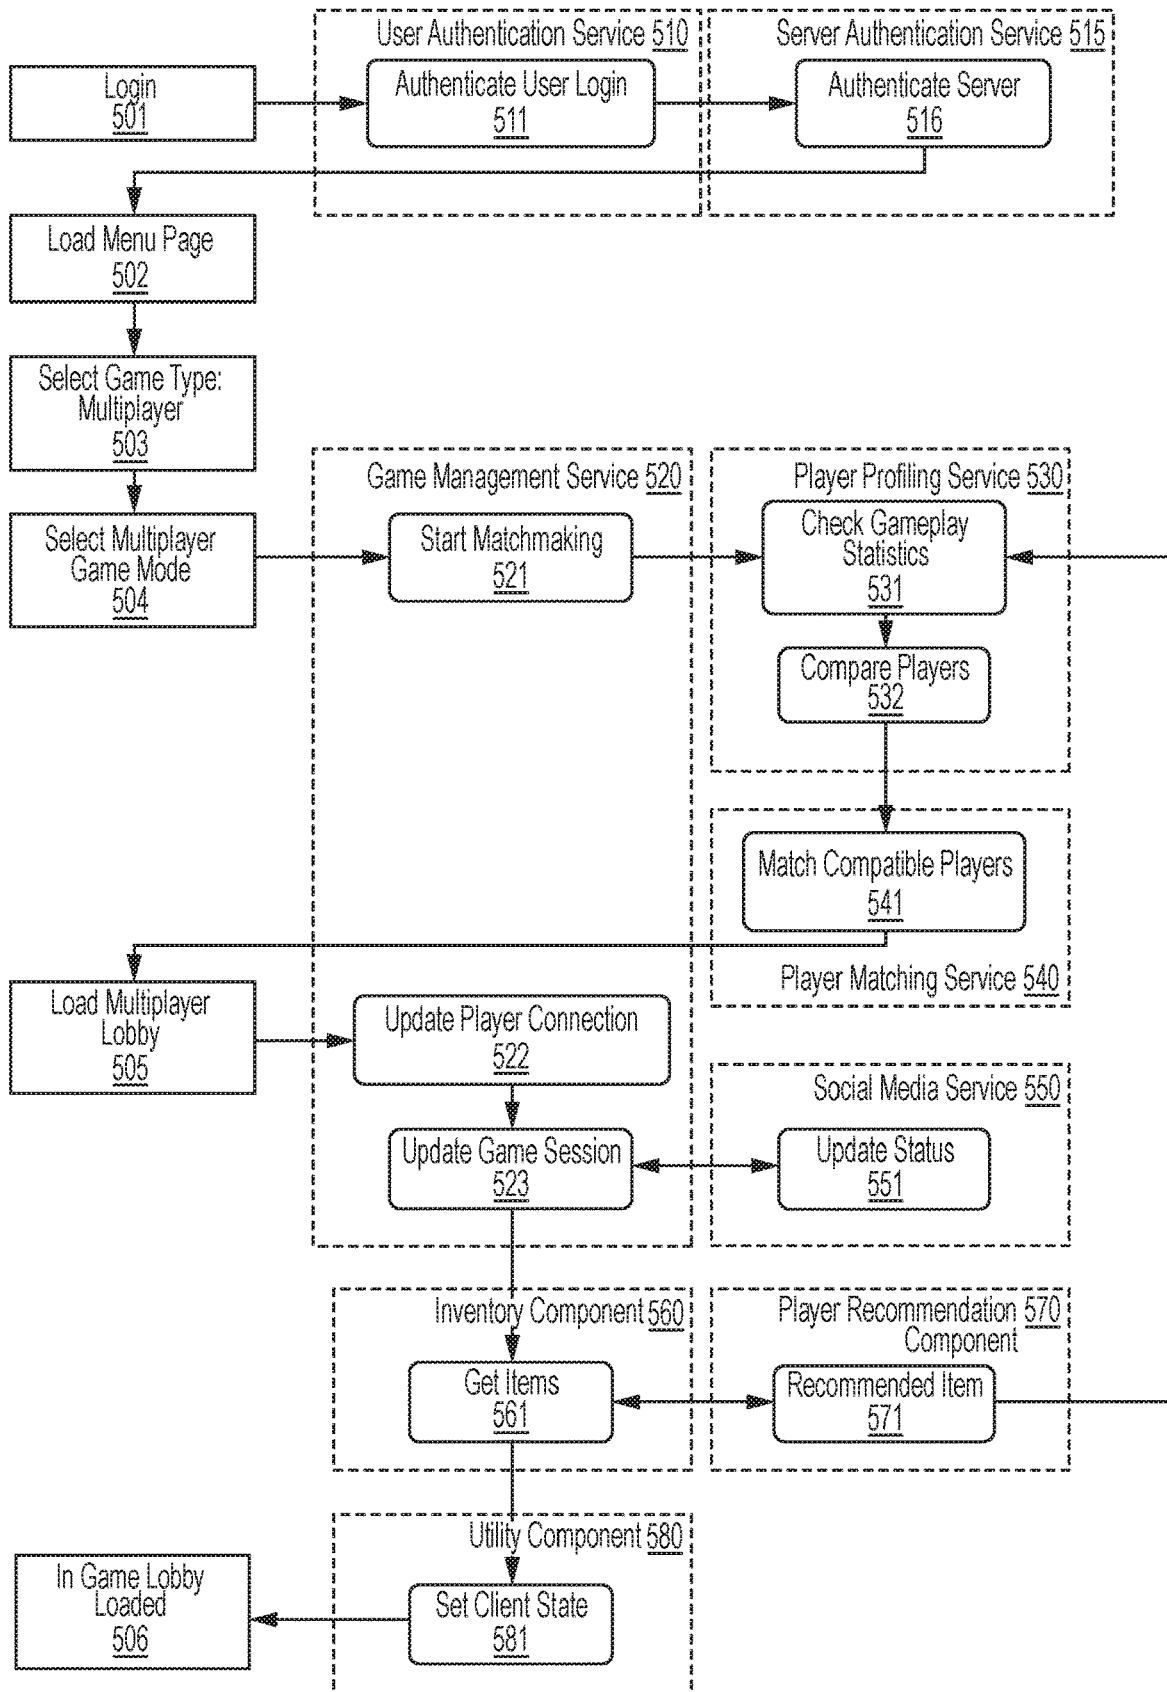 User Authentication Service 510
Server Authentication Service 515
Login
501
Authenticate User Login
511
Authenticate Server
516
Load Menu Page
502
Select Game Type:
Multiplayer
503
Game Management Service 520
Player Profiling Service 530
Select Multiplayer
Game Mode
504
Start Matchmaking
521
Check Gameplay
Statistics
531
Compare Players
532
Match Compatible Players
541
Player Matching Service 540
Load Multiplayer
Lobby
505
Update Player Connection
522
Social Media Service 550
Update Game Session
523
Update Status
551
Inventory Component 560
Player Recommendation 570
Component
Get Items
561
Recommended Item
571
Utility Component 580
In Game Lobby
Loaded
506
Set Client State
581